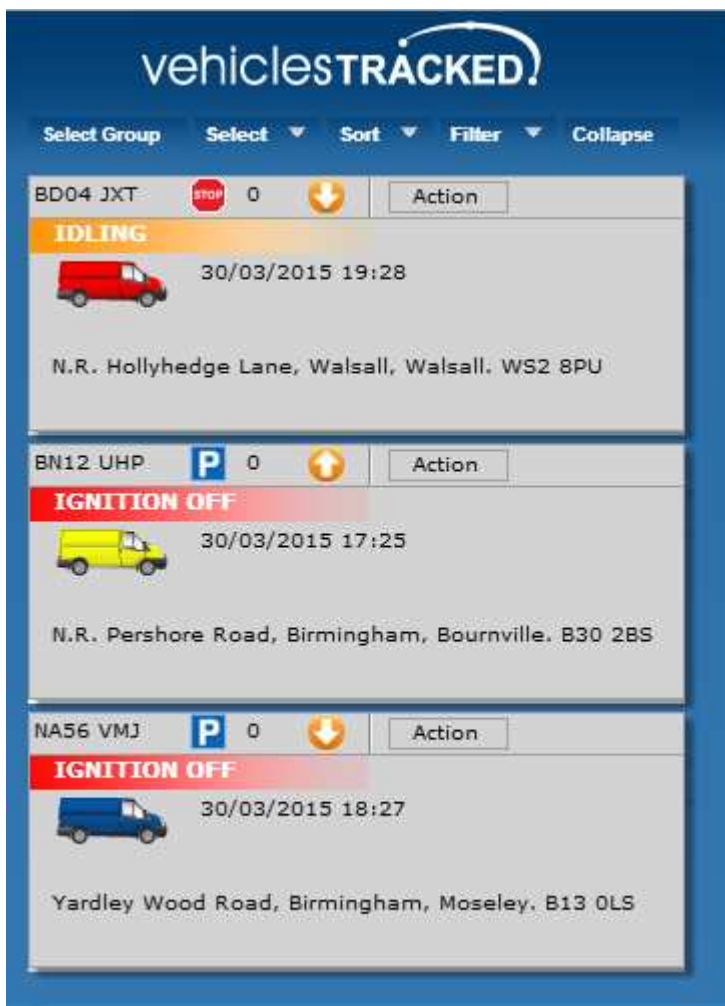 vehiclesTRACKED
Select Group Select Sort Filter Collapse
BD04 JXT STOP 0 Action
IDLING
30/03/2015 19:28
N.R. Hollyhedge Lane, Walsall, Walsall. WS2 8PU
BN12 UHP P 0 Action
IGNITION OFF
30/03/2015 17:25
N.R. Pershore Road, Birmingham, Bournville. B30 2BS
NA56 VMJ P 0 Action
IGNITION OFF
30/03/2015 18:27
Yardley Wood Road, Birmingham, Moseley. B13 0LS